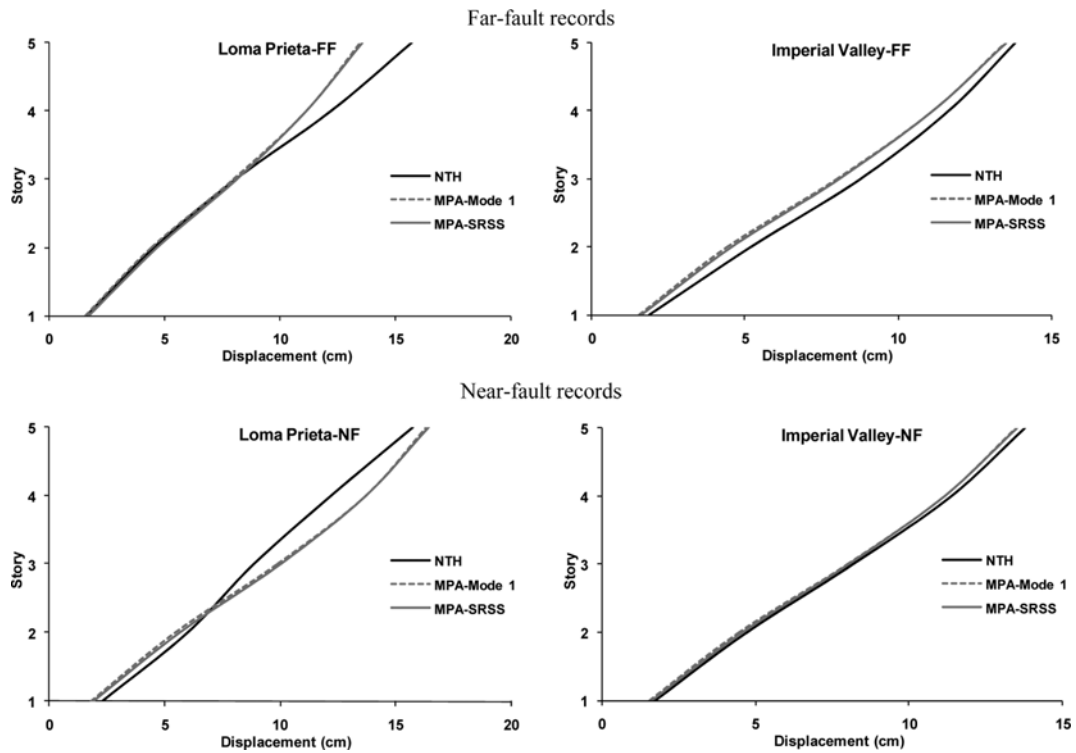 Far-fault records
Loma Prieta-FF
5
4
3
2
1
Story
NTH
MPA-Mode 1
MPA-SRSS
0 5 10 15 20
Displacement (cm)
Imperial Valley-FF
5
4
3
2
1
Story
NTH
MPA-Mode 1
MPA-SRSS
0 5 10 15
Displacement (cm)
Near-fault records
Loma Prieta-NF
5
4
3
2
1
Story
NTH
MPA-Mode 1
MPA-SRSS
0 5 10 15 20
Displacement (cm)
Imperial Valley-NF
5
4
3
2
1
Story
NTH
MPA-Mode 1
MPA-SRSS
0 5 10 15
Displacement (cm)